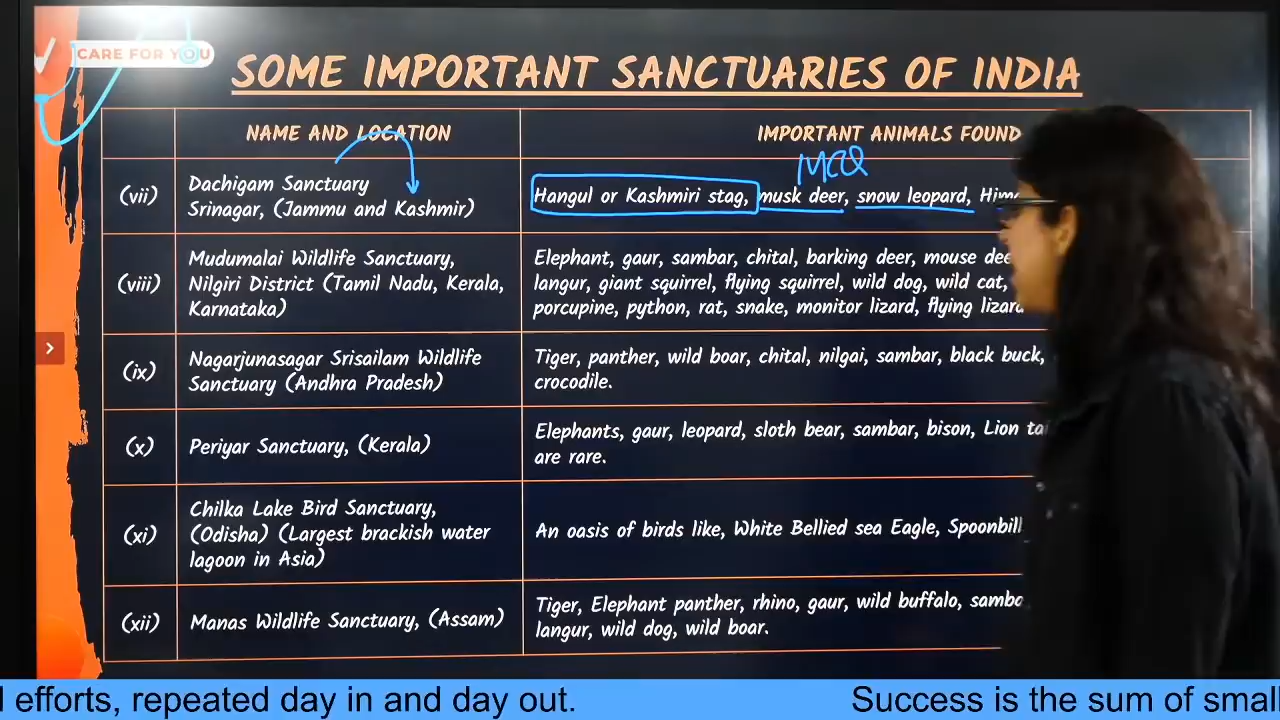 CARE FOR YOU
SOME IMPORTANT SANCTUARIES OF INDIA
NAME AND LOCATION
IMPORTANT ANIMALS FOUND
MCQ
(vii)
Dachigam Sanctuary
Srinagar, (Jammu and Kashmir)
Hangul or Kashmiri stag, musk deer, snow leopard,
(viii)
Mudumalai Wildlife Sanctuary,
Nilgiri District (Tamil Nadu, Kerala,
Karnataka)
Elephant, gaur, sambar, chital, barking deer, mouse
langur, giant squirrel, flying squirrel, wild dog, wild cat,
porcupine, python, rat, snake, monitor lizard, flying
(ix)
Nagarjunasagar Srisailam Wildlife
Sanctuary (Andhra Pradesh)
Tiger, panther, wild boar, chital, nilgai, sambar, black buck,
crocodile.
(x)
Periyar Sanctuary, (Kerala)
Elephants, gaur, leopard, sloth bear, sambar, bison, Lion
are rare.
(xi)
Chilka Lake Bird Sanctuary,
(Odisha) (Largest brackish water
lagoon in Asia)
An oasis of birds like, White Bellied sea Eagle, Spoonbill
(xii)
Manas Wildlife Sanctuary, (Assam)
Tiger, Elephant panther, rhino, gaur, wild buffalo,
langur, wild dog, wild boar.
efforts, repeated day in and day out.
Success is the sum of small